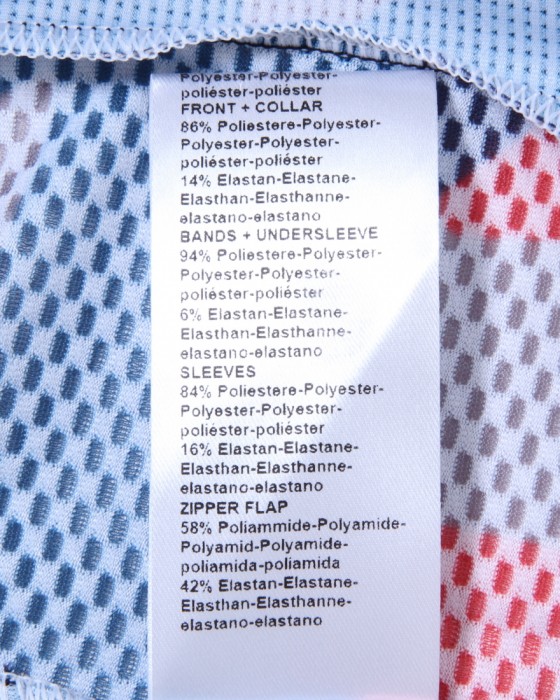 Polyester-Polyester-
poliéster-poliéster
FRONT + COLLAR
86% Poliestere-Polyester-
Polyester-Polyester-
poliéster-poliéster
14% Elastan-Elastane-
Elasthan-Elasthanne-
elastano-elastano
BANDS + UNDERSLEEVE
94% Poliestere-Polyester-
Polyester-Polyester-
poliéster-poliéster
6% Elastan-Elastane-
Elasthan-Elasthanne-
elastano-elastano
SLEEVES
84% Poliestere-Polyester-
Polyester-Polyester-
poliéster-poliéster
16% Elastan-Elastane-
Elasthan-Elasthanne-
elastano-elastano
ZIPPER FLAP
58% Poliammide-Polyamide-
Polyamid-Polyamide-
poliamida-poliamida
42% Elastan-Elastane-
Elasthan-Elasthanne-
elastano-elastano